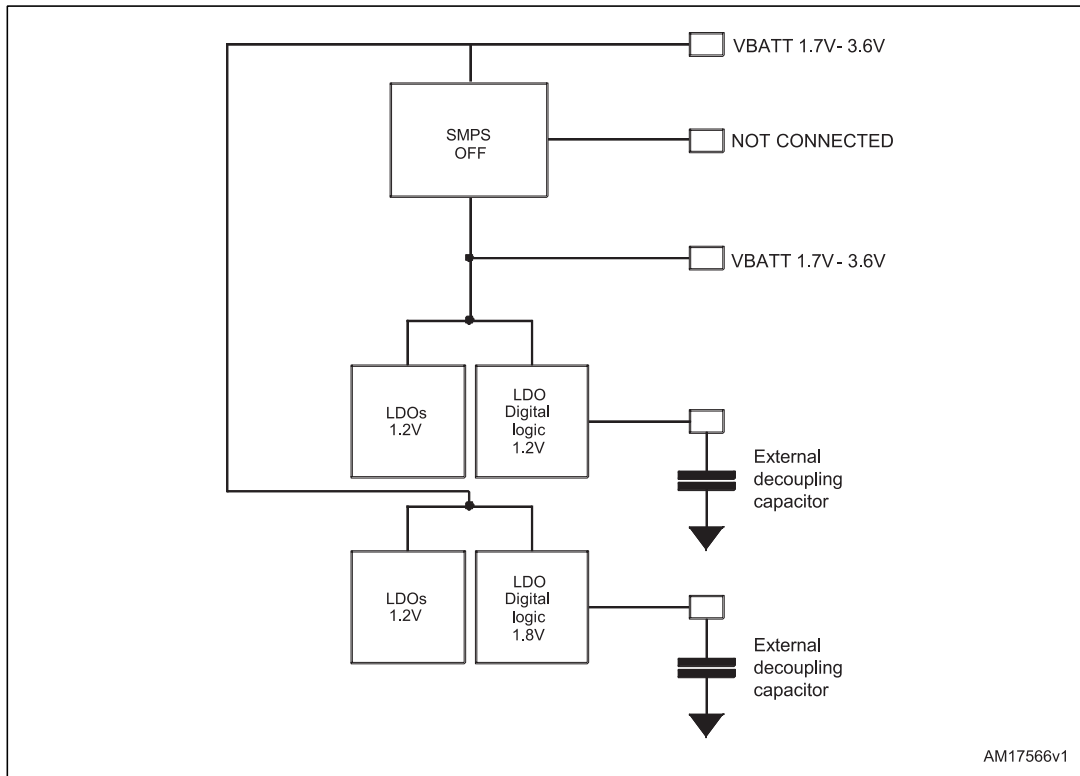 VBATT 1.7V- 3.6V
SMPS
OFF
NOT CONNECTED
VBATT 1.7V- 3.6V
LDOs
1.2V
LDO
Digital
logic
1.2V
External
decoupling
capacitor
LDOs
1.2V
LDO
Digital
logic
1.8V
External
decoupling
capacitor
AM17566v1